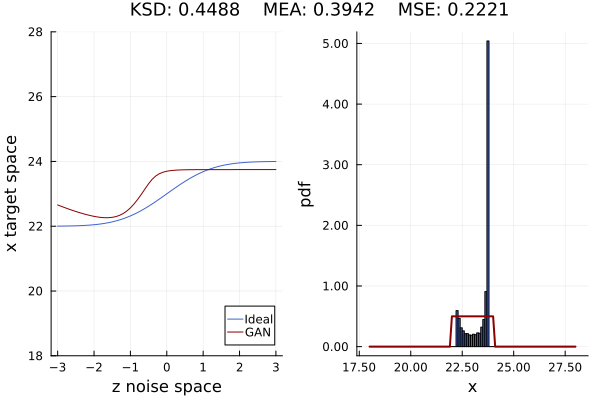 KSD: 0.4488 MEA: 0.3942 MSE: 0.2221
x target space
28
26
24
22
20
18
−3 −2 −1 0 1 2 3
z noise space
Ideal
GAN
pdf
5.00
4.00
3.00
2.00
1.00
0.00
17.50 20.00 22.50 25.00 27.50
x